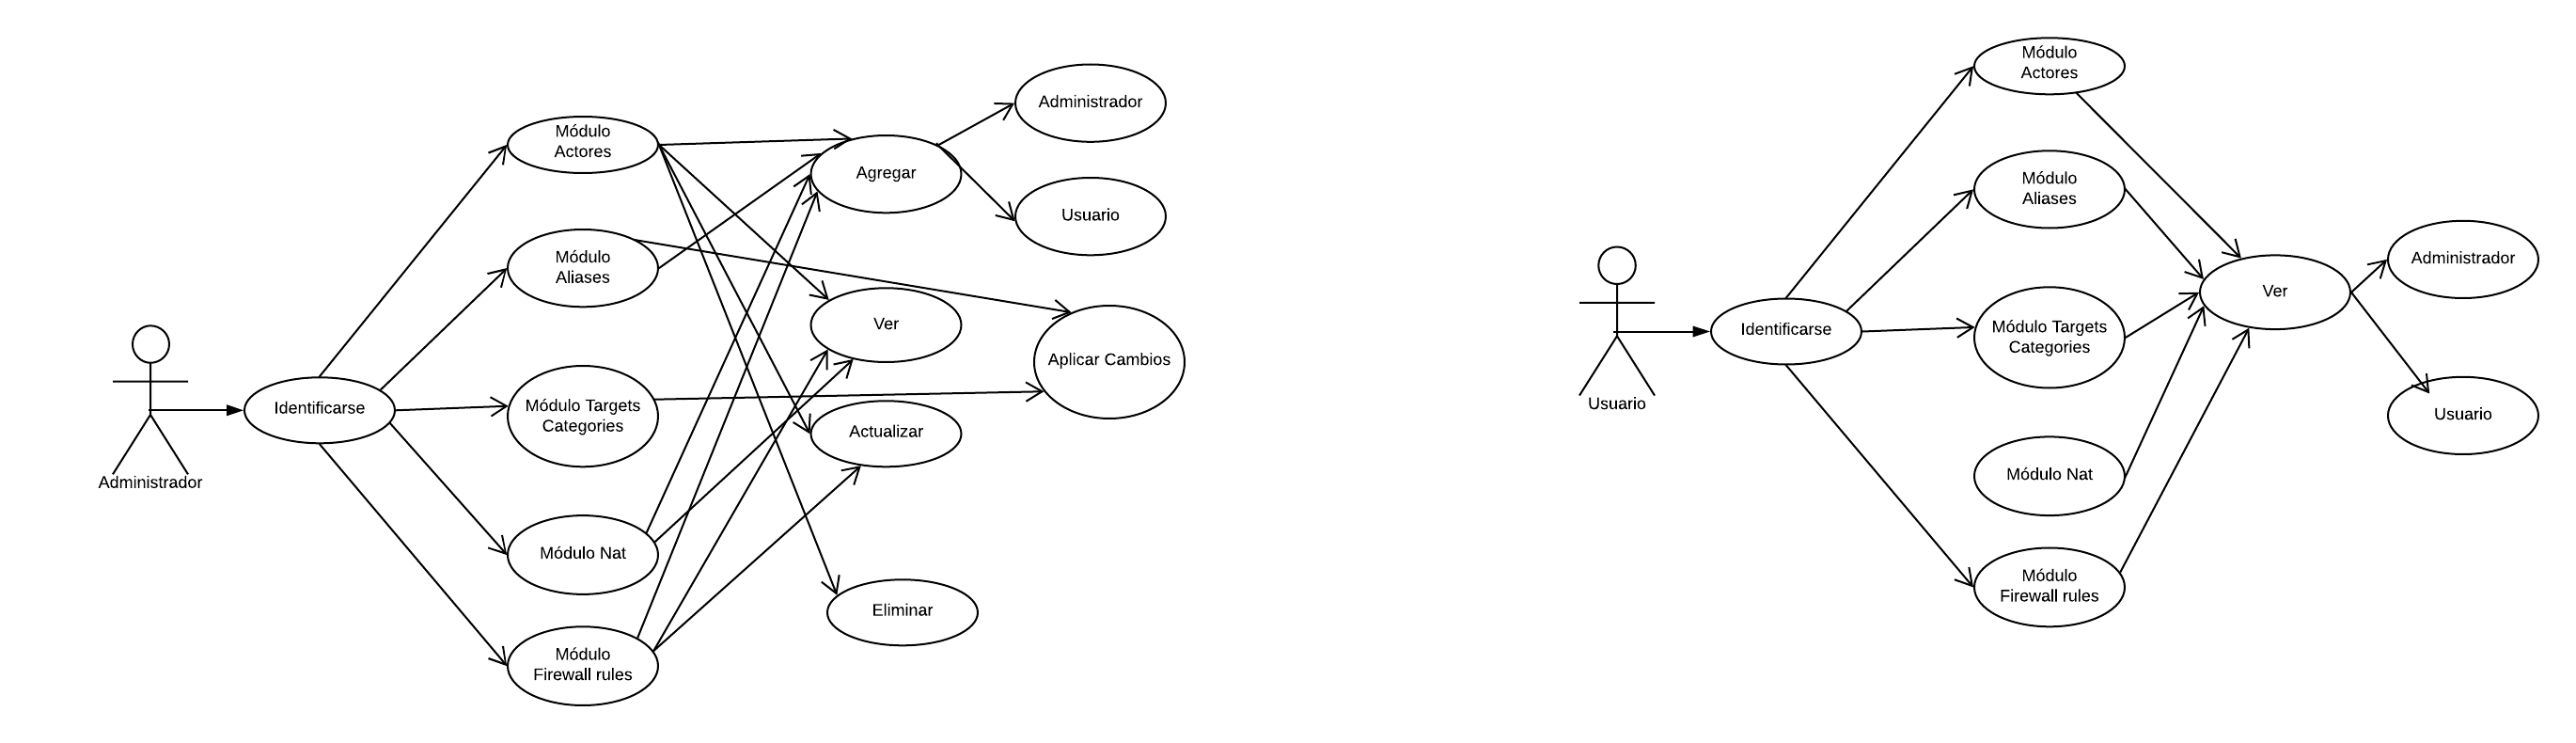 Administrador
Identificarse
Módulo
Actores
Módulo
Aliases
Módulo Targets
Categories
Módulo Nat
Módulo
Firewall rules
Agregar
Ver
Actualizar
Eliminar
Administrador
Usuario
Aplicar Cambios
Usuario
Identificarse
Módulo
Actores
Módulo
Aliases
Módulo Targets
Categories
Módulo Nat
Módulo
Firewall rules
Ver
Administrador
Usuario